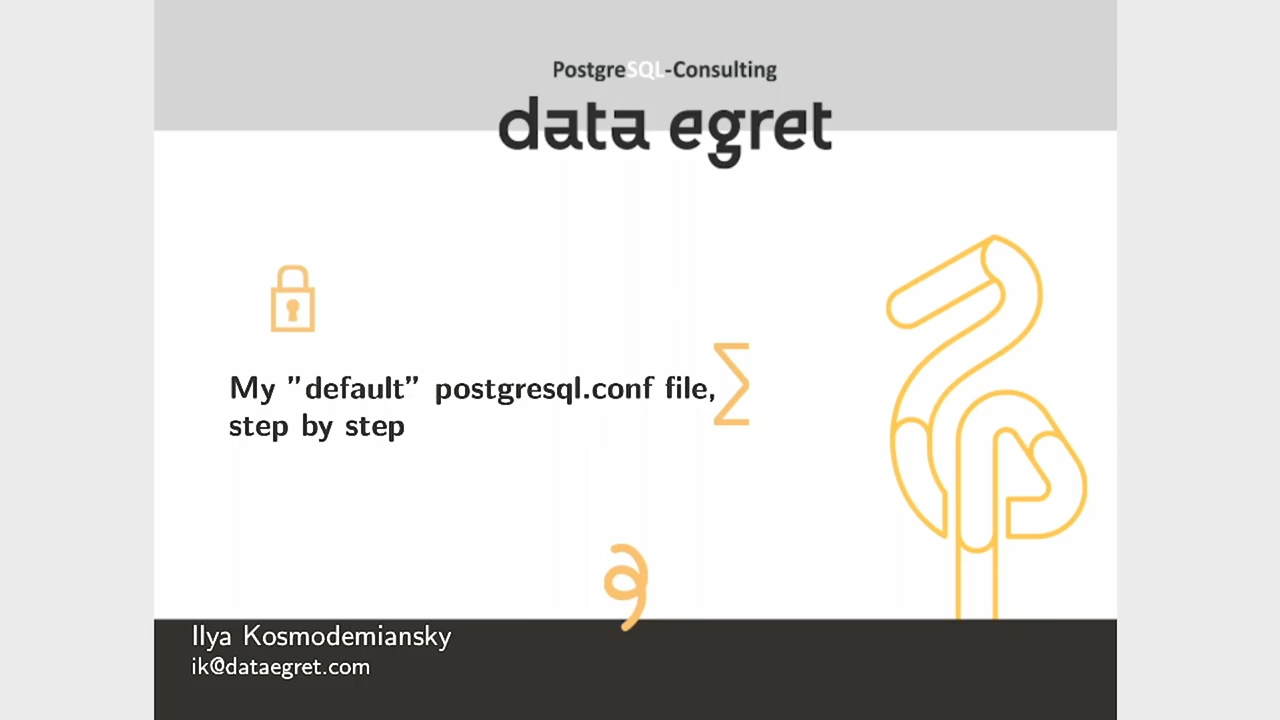 PostgreSQL-Consulting
data egret
My "default" postgresql.conf file,
step by step
Ilya Kosmodemiansky
ik@dataegret.com